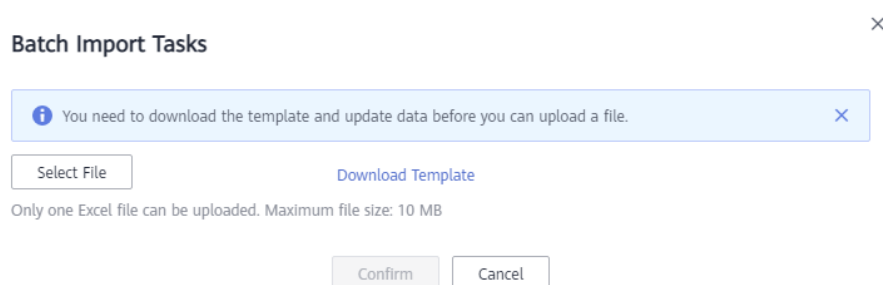 Batch Import Tasks
You need to download the template and update data before you can upload a file.
Select File
Download Template
Only one Excel file can be uploaded. Maximum file size: 10 MB
Confirm
Cancel